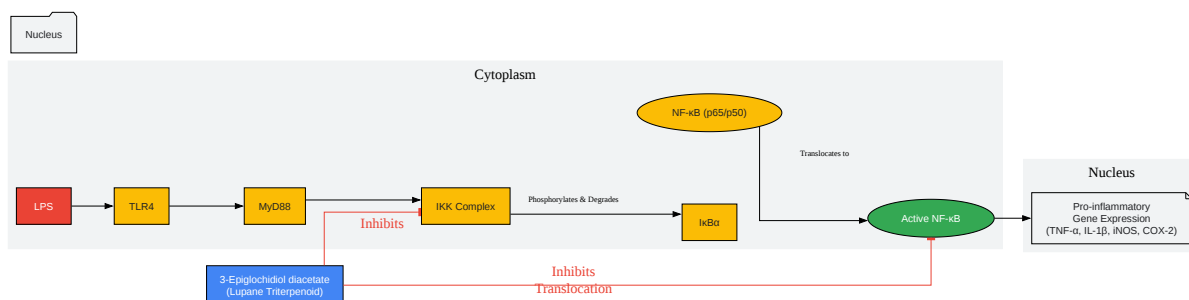 Nucleus
Cytoplasm
NF-κB (p65/p50)
Translocates to
Nucleus
LPS
TLR4
MyD88
IKK Complex
Phosphorylates & Degrades
IκBα
Active NF-κB
Pro-inflammatory
Gene Expression
(TNF-α, IL-1β, iNOS, COX-2)
Inhibits
3-Epiglochidiol diacetate
(Lupane Triterpenoid)
Inhibits
Translocation